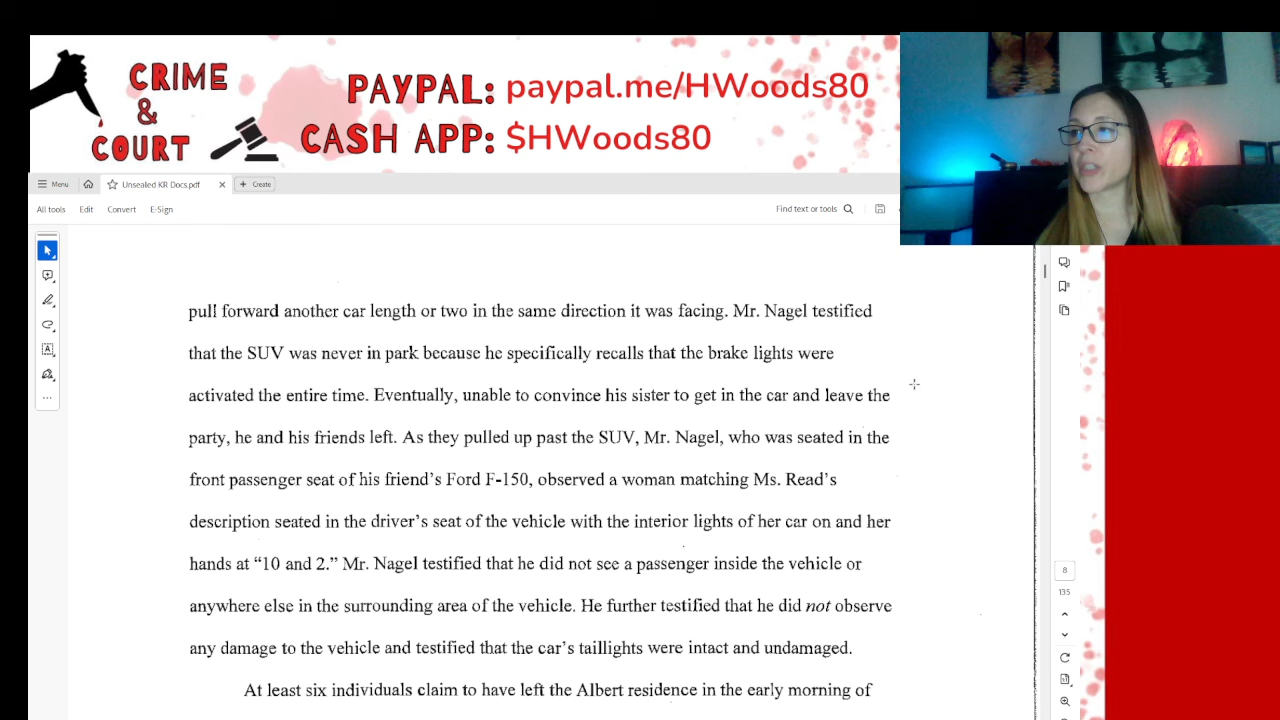 CRIME
&
COURT
PAYPAL: paypal.me/HWoods80
CASH APP: $HWoods80
Menu
Unsealed KR Docs.pdf
Create
All tools
Edit
Convert
E-Sign
Find text or tools
pull forward another car length or two in the same direction it was facing. Mr. Nagel testified
that the SUV was never in park because he specifically recalls that the brake lights were
activated the entire time. Eventually, unable to convince his sister to get in the car and leave the
party, he and his friends left. As they pulled up past the SUV, Mr. Nagel, who was seated in the
front passenger seat of his friend's Ford F-150, observed a woman matching Ms. Read's
description seated in the driver's seat of the vehicle with the interior lights of her car on and her
hands at “10 and 2.” Mr. Nagel testified that he did not see a passenger inside the vehicle or
anywhere else in the surrounding area of the vehicle. He further testified that he did not observe
any damage to the vehicle and testified that the car's taillights were intact and undamaged.
At least six individuals claim to have left the Albert residence in the early morning of
8
135